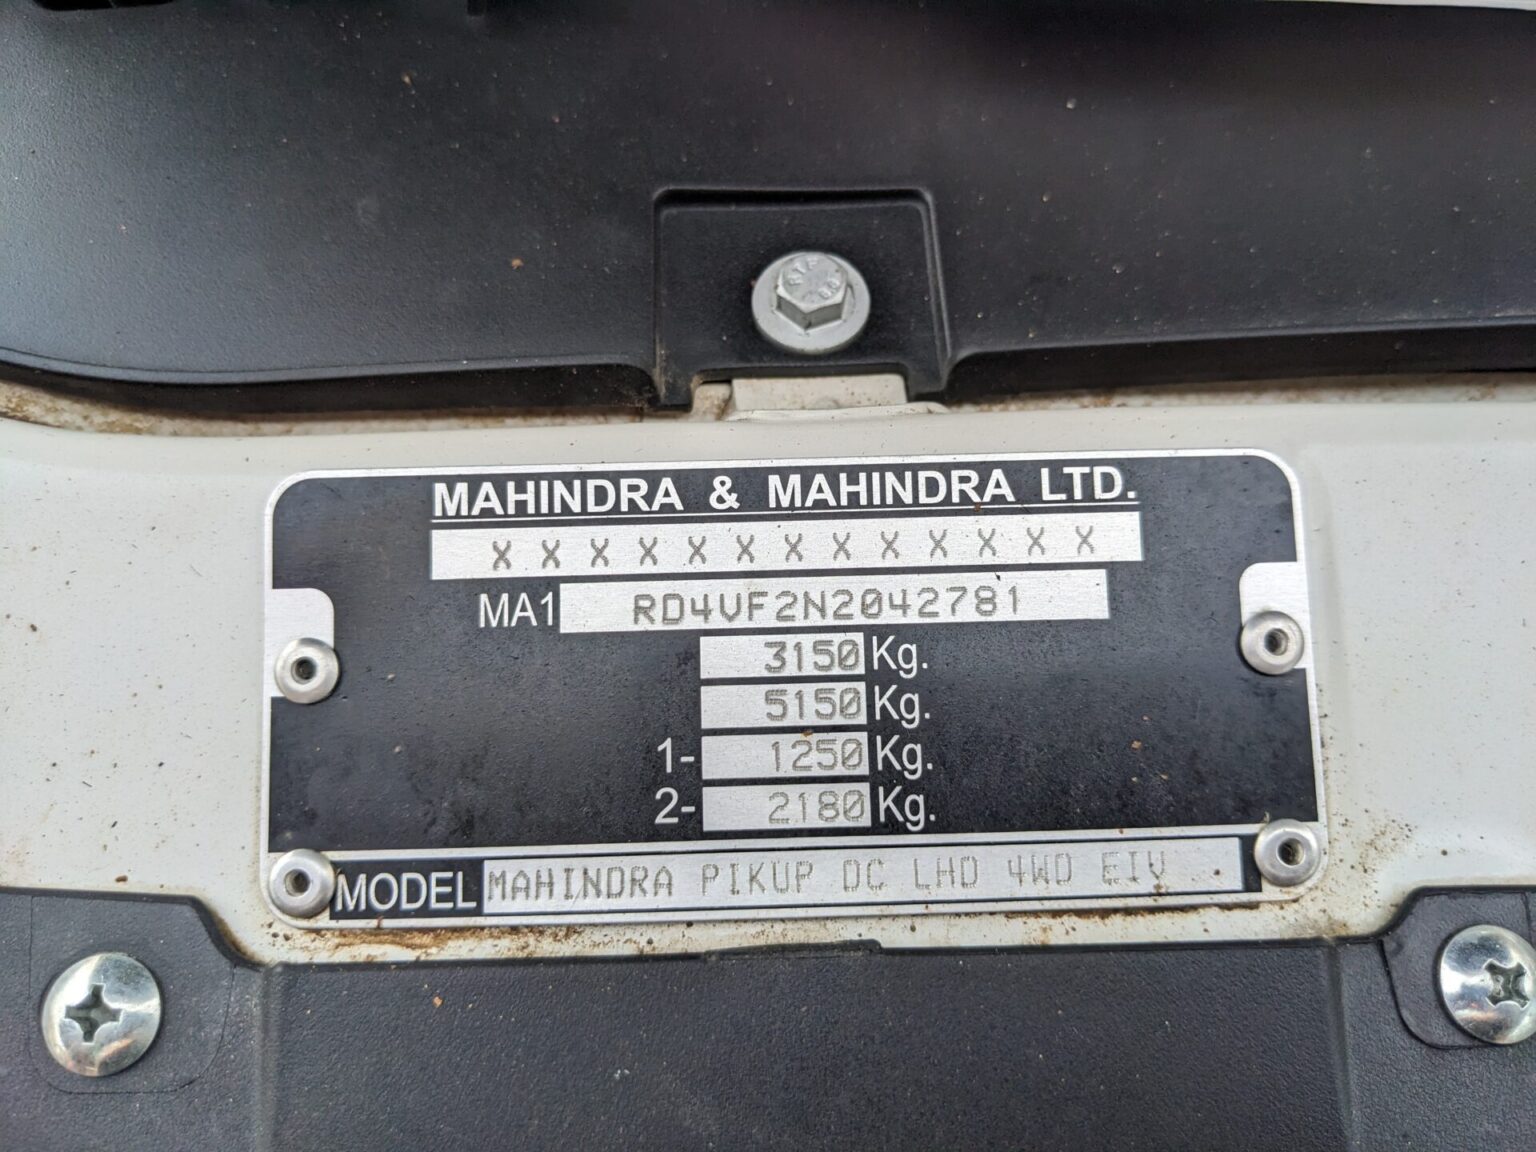 MAHINDRA & MAHINDRA LTD.
X X X X X X X X X X X X X
MA1 RD4VF2N2042781
3150 Kg.
5150 Kg.
1- 1250 Kg.
2- 2180 Kg.
MODEL MAHINDRA PIKUP DC LHD 4WD EIV